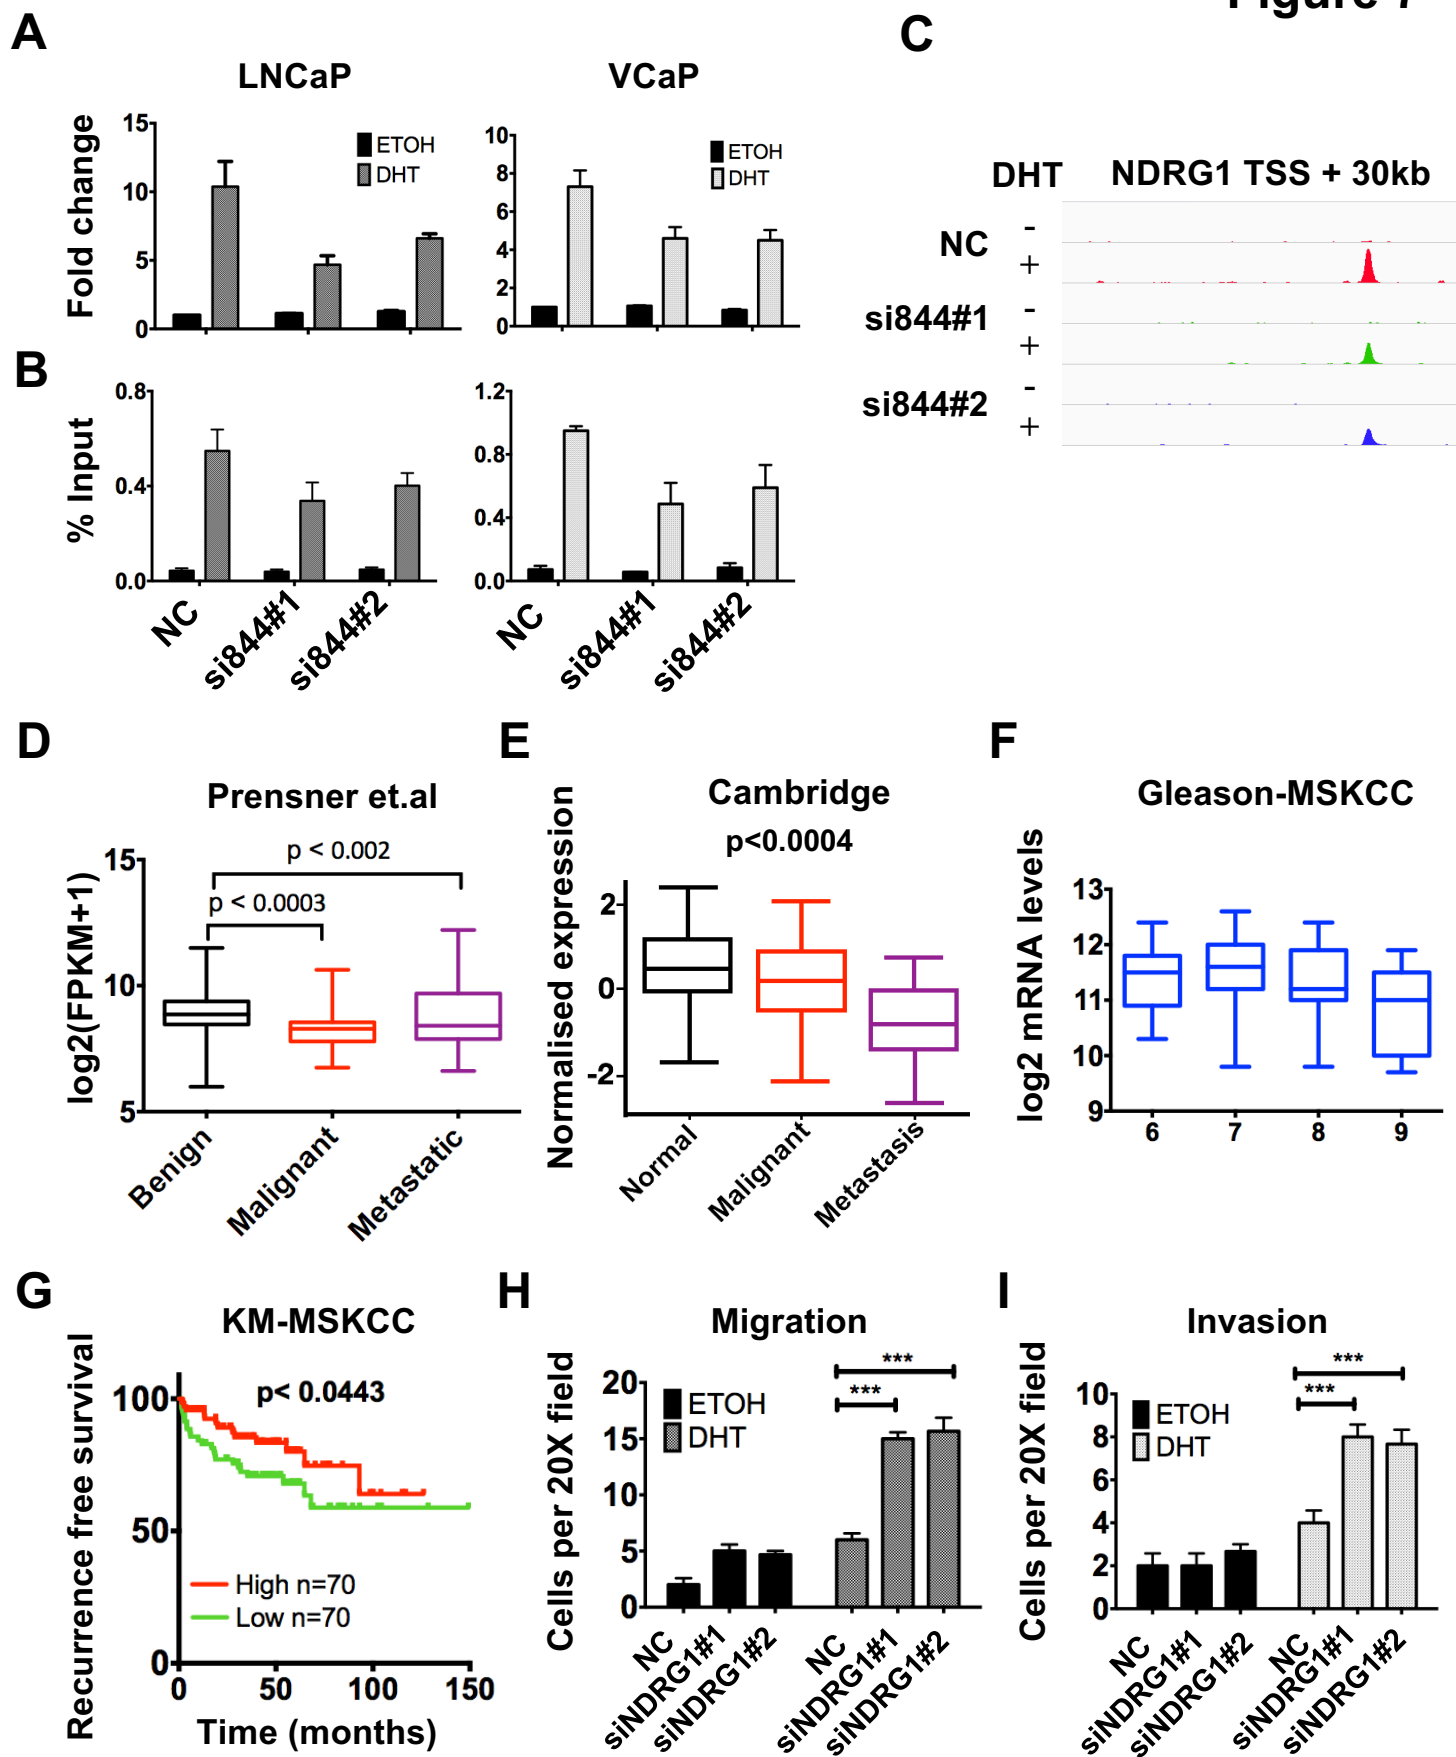 Figure 7
A
LNCaP
VCaP
Fold change
15
10
5
0
ETOH
DHT
10
8
6
4
2
0
ETOH
DHT
B
% Input
0.8
0.4
0.0
NC
si844#1
si844#2
1.2
0.8
0.4
0.0
NC
si844#1
si844#2
C
DHT
NDRG1 TSS + 30kb
NC
-
+
si844#1
-
+
si844#2
-
+
D
Prensner et.al
p < 0.002
p < 0.0003
log2(FPKM+1)
15
10
5
Benign
Malignant
Metastatic
E
Cambridge
p<0.0004
Normalised expression
2
0
-2
Normal
Malignant
Metastasis
F
Gleason-MSKCC
log2 mRNA levels
13
12
11
10
9
6
7
8
9
G
KM-MSKCC
p< 0.0443
Recurrence free survival
100
50
0
High n=70
Low n=70
0
50
100
150
Time (months)
H
Migration
***
***
Cells per 20X field
20
15
10
5
0
ETOH
DHT
NC
siNDRG1#1
siNDRG1#2
NC
siNDRG1#1
siNDRG1#2
I
Invasion
***
***
Cells per 20X field
10
8
6
4
2
0
ETOH
DHT
NC
siNDRG1#1
siNDRG1#2
NC
siNDRG1#1
siNDRG1#2